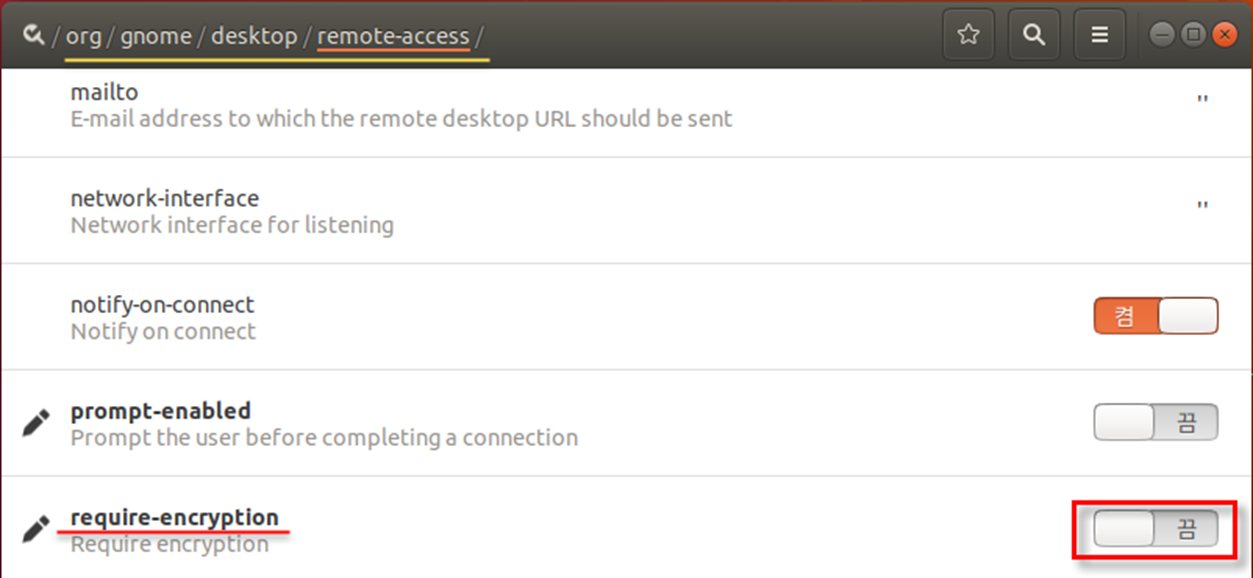 / org / gnome / desktop / remote-access /
mailto
E-mail address to which the remote desktop URL should be sent
''
network-interface
Network interface for listening
''
notify-on-connect
Notify on connect
켬
prompt-enabled
Prompt the user before completing a connection
끔
require-encryption
Require encryption
끔